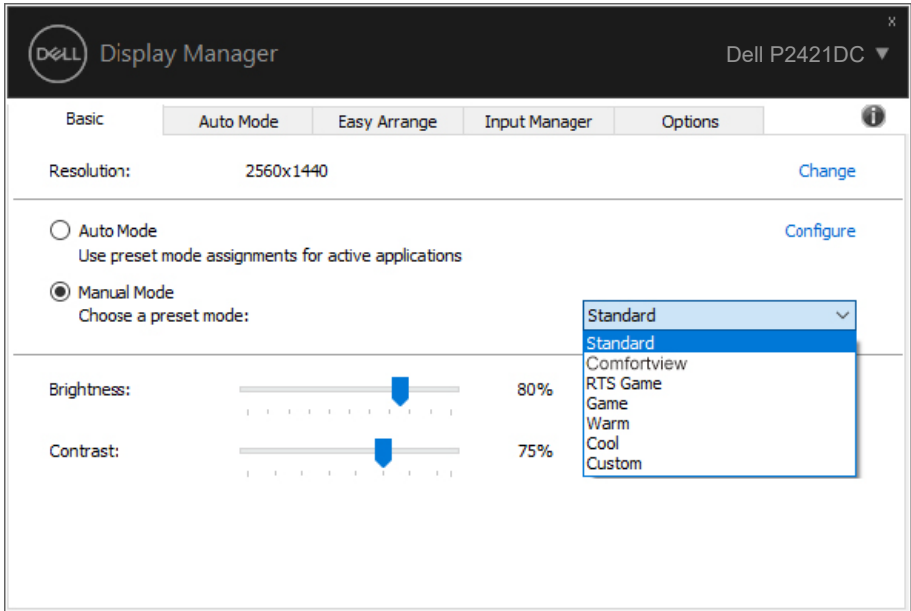 x
DELL Display Manager
Dell P2421DC
Basic Auto Mode Easy Arrange Input Manager Options
Resolution: 2560x1440 Change
Auto Mode Configure
Use preset mode assignments for active applications
Manual Mode
Choose a preset mode: Standard
Standard
Comfortview
RTS Game
Game
Warm
Cool
Custom
Brightness: 80%
Contrast: 75%